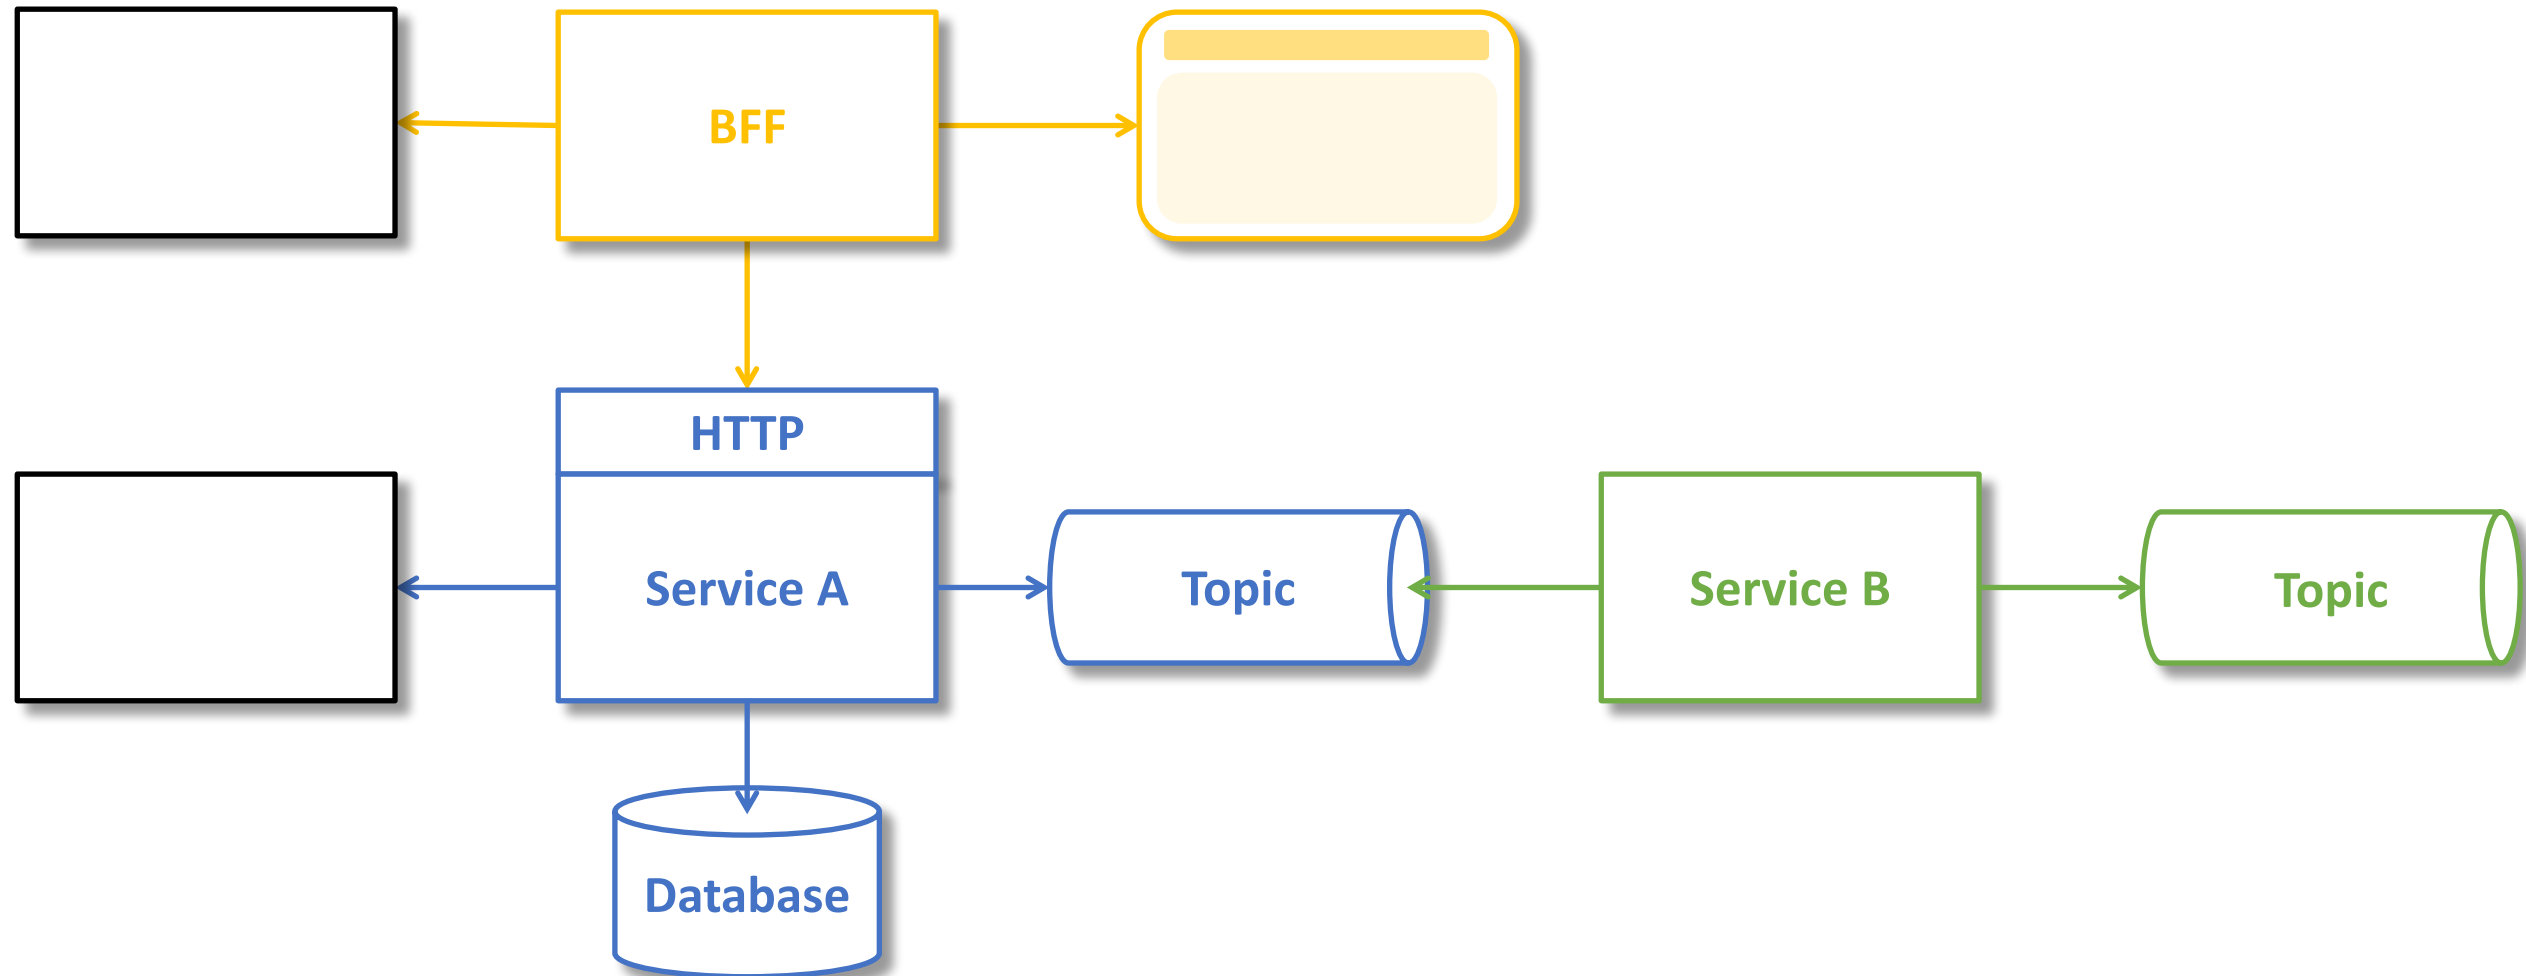 BFF
HTTP
Service A
Topic
Service B
Topic
Database